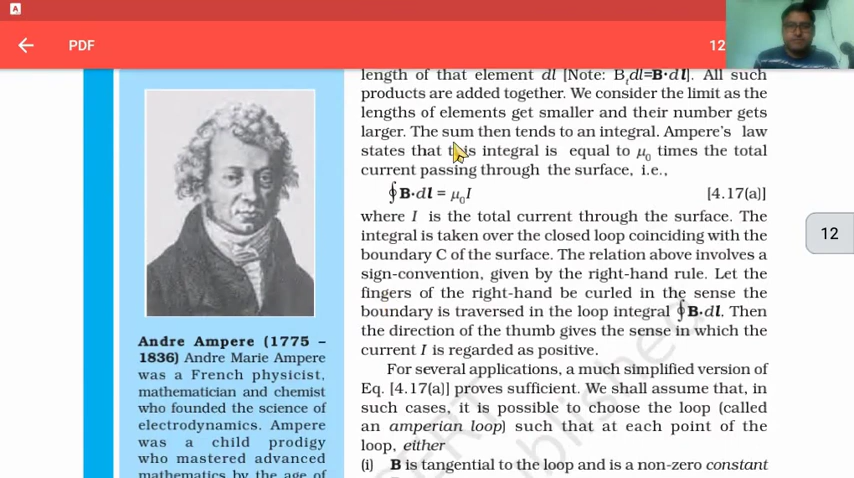 A
PDF
12
length of that element dl [Note: Bₜdl=B·dl]. All such
products are added together. We consider the limit as the
lengths of elements get smaller and their number gets
larger. The sum then tends to an integral. Ampere's law
states that this integral is equal to μ₀ times the total
current passing through the surface, i.e.,
∮B·dl = μ₀I [4.17(a)]
where I is the total current through the surface. The
integral is taken over the closed loop coinciding with the
boundary C of the surface. The relation above involves a
sign-convention, given by the right-hand rule. Let the
fingers of the right-hand be curled in the sense the
boundary is traversed in the loop integral ∮B·dl. Then
the direction of the thumb gives the sense in which the
current I is regarded as positive.
For several applications, a much simplified version of
Eq. [4.17(a)] proves sufficient. We shall assume that, in
such cases, it is possible to choose the loop (called
an amperian loop) such that at each point of the
loop, either
(i) B is tangential to the loop and is a non-zero constant
Andre Ampere (1775 –
1836) Andre Marie Ampere
was a French physicist,
mathematician and chemist
who founded the science of
electrodynamics. Ampere
was a child prodigy
who mastered advanced
mathematics by the age of
12